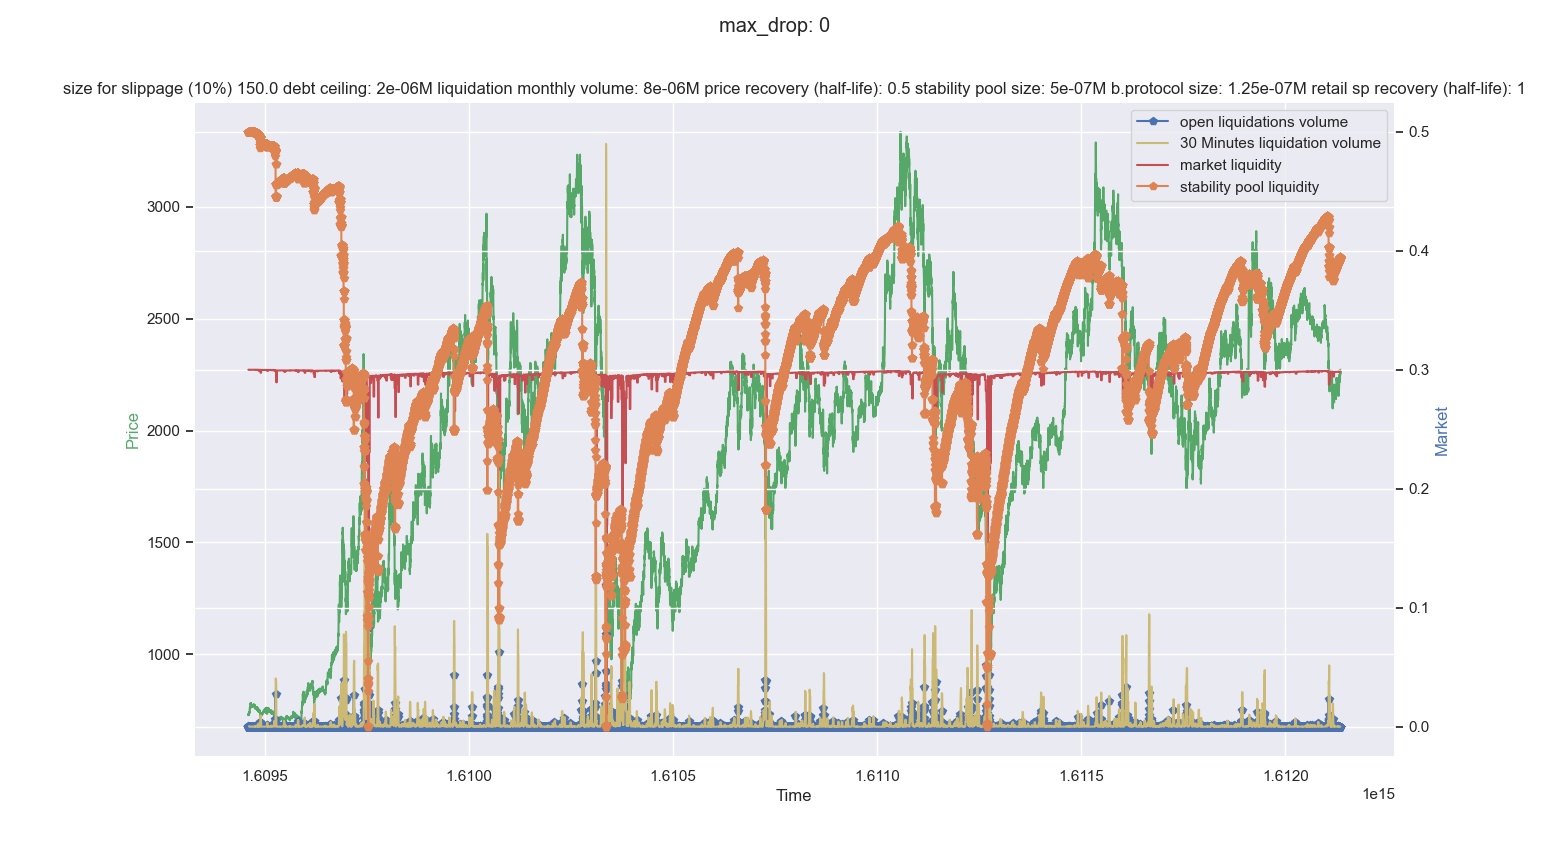 max_drop: 0
size for slippage (10%) 150.0 debt ceiling: 2e-06M liquidation monthly volume: 8e-06M price recovery (half-life): 0.5 stability pool size: 5e-07M b.protocol size: 1.25e-07M retail sp recovery (half-life): 1
open liquidations volume
30 Minutes liquidation volume
market liquidity
stability pool liquidity
3000
2500
2000
1500
1000
Price
0.5
0.4
0.3
0.2
0.1
0.0
Market
1.6095 1.6100 1.6105 1.6110 1.6115 1.6120
Time
1e15